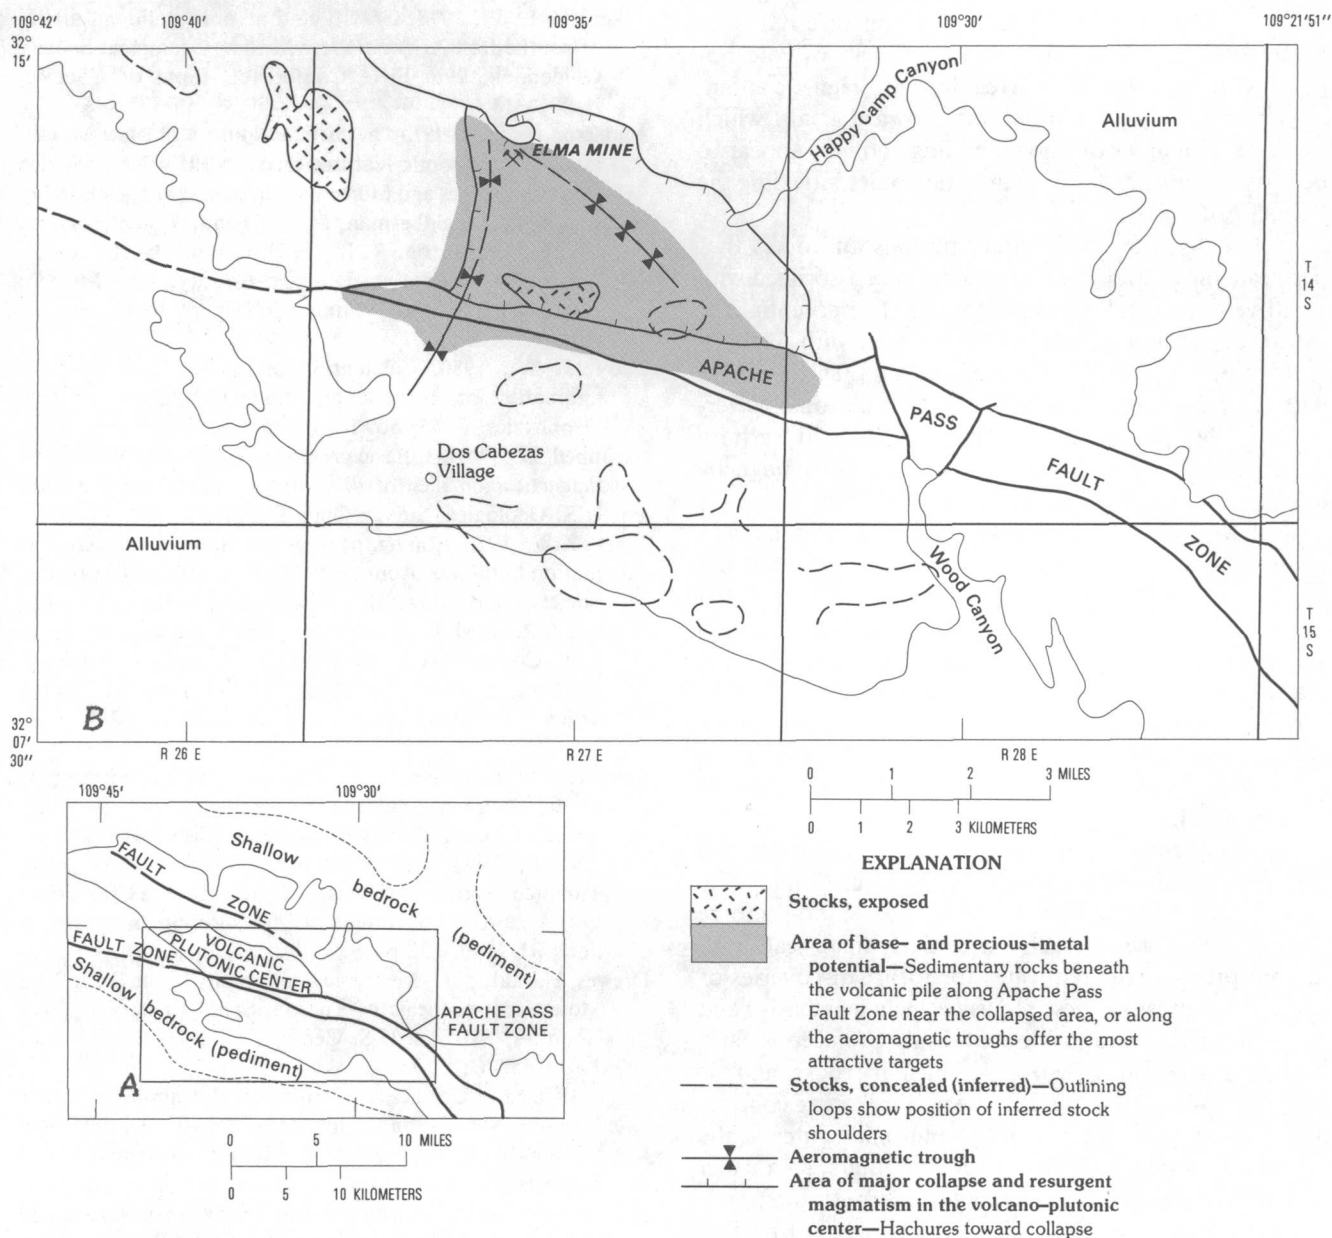 109°42'
109°40'
109°35'
109°30'
109°21'51"
32°
15'
Happy Camp Canyon
Alluvium
ELMA MINE
T
14
S
APACHE
PASS
FAULT
ZONE
Dos Cabezas
Village
Alluvium
Wood Canyon
T
15
S
B
32°
07'
30"
R 26 E
R 27 E
R 28 E
0 1 2 3 MILES
0 1 2 3 KILOMETERS
109°45'
109°30'
Shallow
bedrock
(pediment)
FAULT
ZONE
VOLCANIC
PLUTONIC CENTER
FAULT ZONE
Shallow
bedrock (pediment)
APACHE PASS
FAULT ZONE
A
0 5 10 MILES
0 5 10 KILOMETERS
EXPLANATION
Stocks, exposed
Area of base– and precious–metal
potential—Sedimentary rocks beneath
the volcanic pile along Apache Pass
Fault Zone near the collapsed area, or along
the aeromagnetic troughs offer the most
attractive targets
Stocks, concealed (inferred)—Outlining
loops show position of inferred stock
shoulders
Aeromagnetic trough
Area of major collapse and resurgent
magmatism in the volcano–plutonic
center—Hachures toward collapse